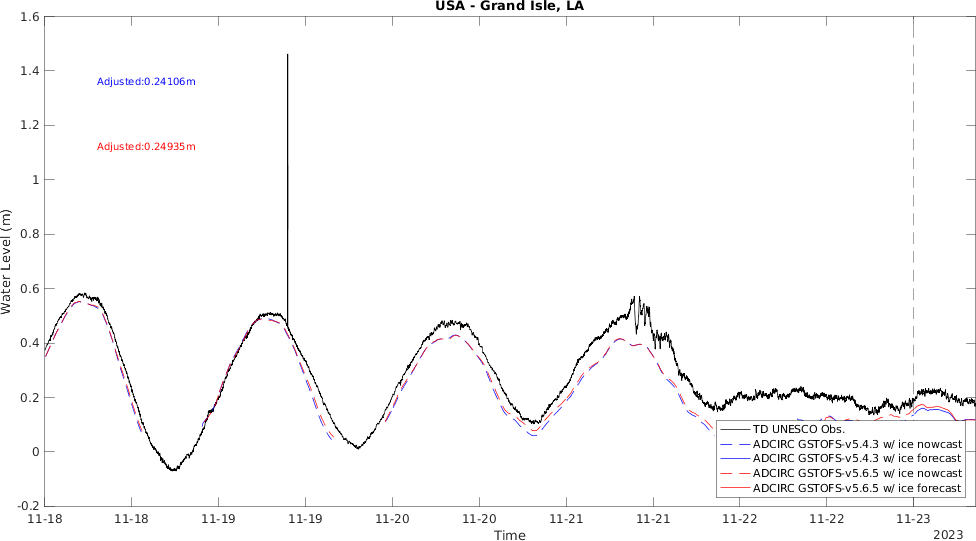 USA - Grand Isle, LA
1.6
1.4
1.2
1
0.8
0.6
0.4
0.2
0
-0.2
Water Level (m)
Adjusted:0.24106m
Adjusted:0.24935m
TD UNESCO Obs.
ADCIRC GSTOFS-v5.4.3 w/ ice nowcast
ADCIRC GSTOFS-v5.4.3 w/ ice forecast
ADCIRC GSTOFS-v5.6.5 w/ ice nowcast
ADCIRC GSTOFS-v5.6.5 w/ ice forecast
11-18 11-18 11-19 11-19 11-20 11-20 11-21 11-21 11-22 11-22 11-23
Time
2023